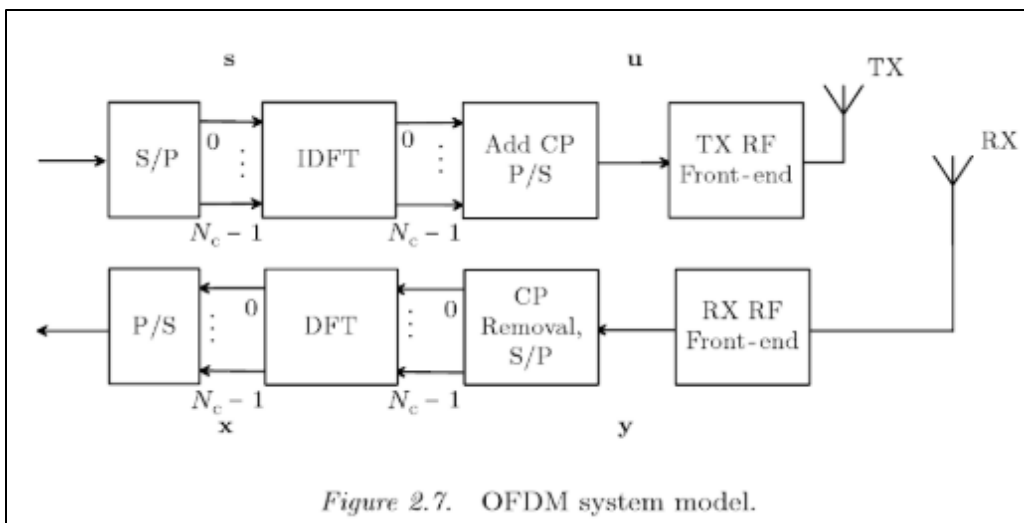 s
u
TX
S/P
0
⋮
N_c − 1
IDFT
0
⋮
N_c − 1
Add CP
P/S
TX RF
Front-end
RX
P/S
0
⋮
N_c − 1
DFT
0
⋮
N_c − 1
CP
Removal,
S/P
RX RF
Front-end
x
y
Figure 2.7. OFDM system model.